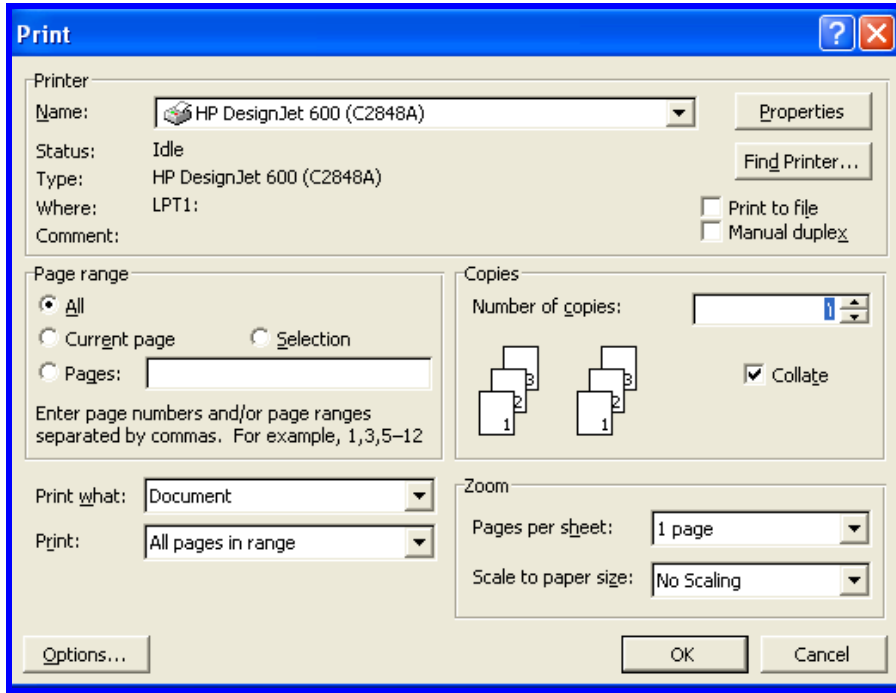 Print
Printer
Name: HP DesignJet 600 (C2848A) Properties
Status: Idle
Find Printer...
Type: HP DesignJet 600 (C2848A)
Where: LPT1:
Print to file
Comment:
Manual duplex
Page range
All
Current page Selection
Pages:
Enter page numbers and/or page ranges
separated by commas. For example, 1,3,5–12
Copies
Number of copies: 1
3 3
2 2
1 1
Collate
Print what: Document
Print: All pages in range
Zoom
Pages per sheet: 1 page
Scale to paper size: No Scaling
Options... OK Cancel